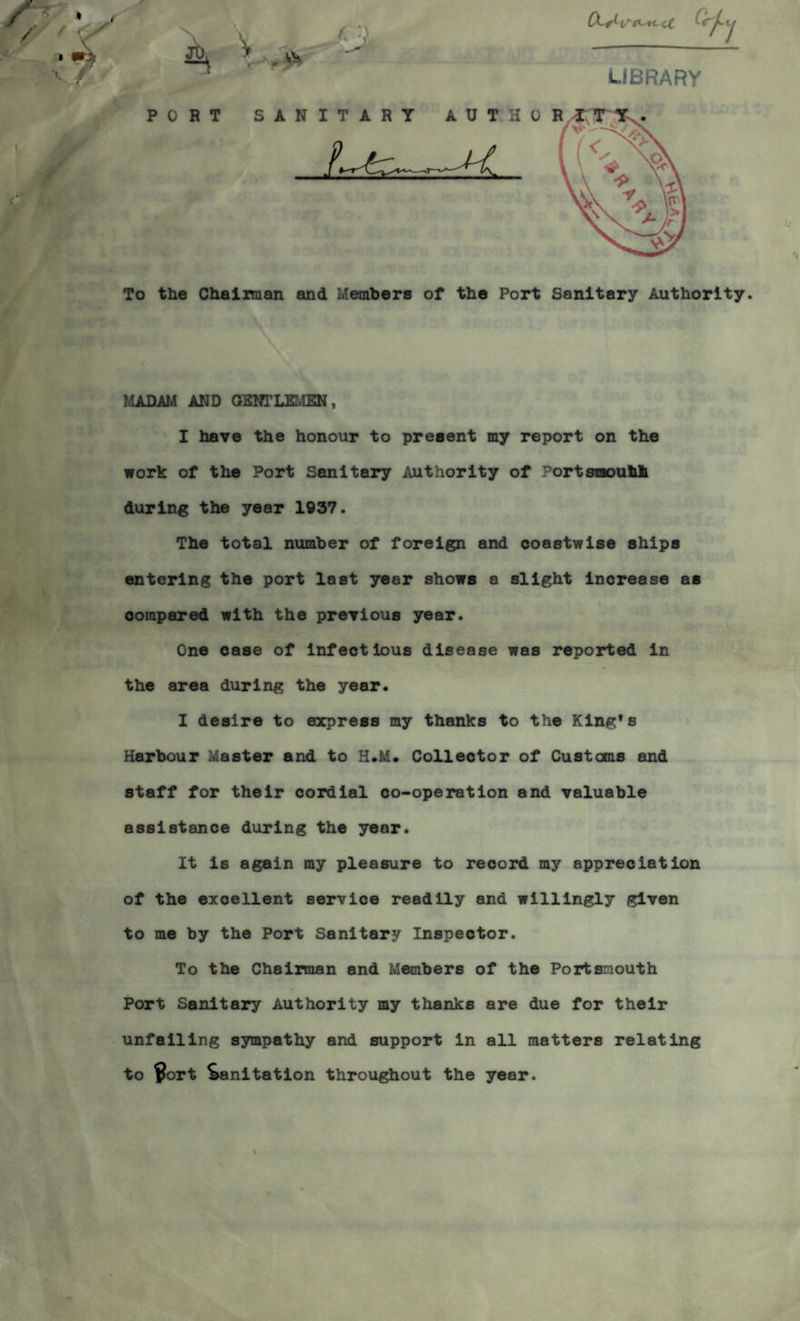 Advance Copy
LIBRARY
PORT SANITARY AUTHORITY.
Portsmouth
LIBRARY
To the Chairman and Members of the Port Sanitary Authority.
MADAM AND GENTLEMEN,
I have the honour to present my report on the
work of the Port Sanitary Authority of Portsmouhh
during the year 1937.
The total number of foreign and coastwise ships
entering the port last year shows a slight increase as
compared with the previous year.
One case of infectious disease was reported in
the area during the year.
I desire to express my thanks to the King's
Harbour Master and to H.M. Collector of Customs and
staff for their cordial co-operation and valuable
assistance during the year.
It is again my pleasure to record my appreciation
of the excellent service readily and willingly given
to me by the Port Sanitary Inspector.
To the Chairman and Members of the Portsmouth
Port Sanitary Authority my thanks are due for their
unfailing sympathy and support in all matters relating
to Port Sanitation throughout the year.